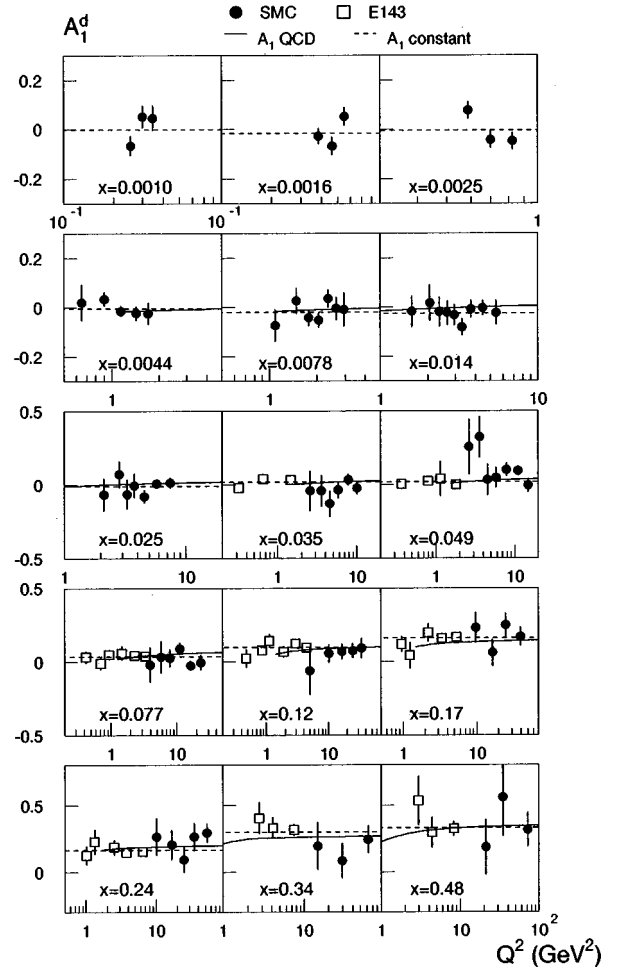 A₁ᵈ
SMC E143
A₁ QCD A₁ constant
0.2
0
-0.2
x=0.0010 x=0.0016 x=0.0025
10⁻¹ 10⁻¹ 1
0.2
0
-0.2
x=0.0044 x=0.0078 x=0.014
1 1 1 10
0.5
0
-0.5
x=0.025 x=0.035 x=0.049
1 10 1 10 1 10
0.5
0
-0.5
x=0.077 x=0.12 x=0.17
1 10 1 10 1 10
0.5
0
x=0.24 x=0.34 x=0.48
1 10 1 10 1 10 10²
Q² (GeV²)